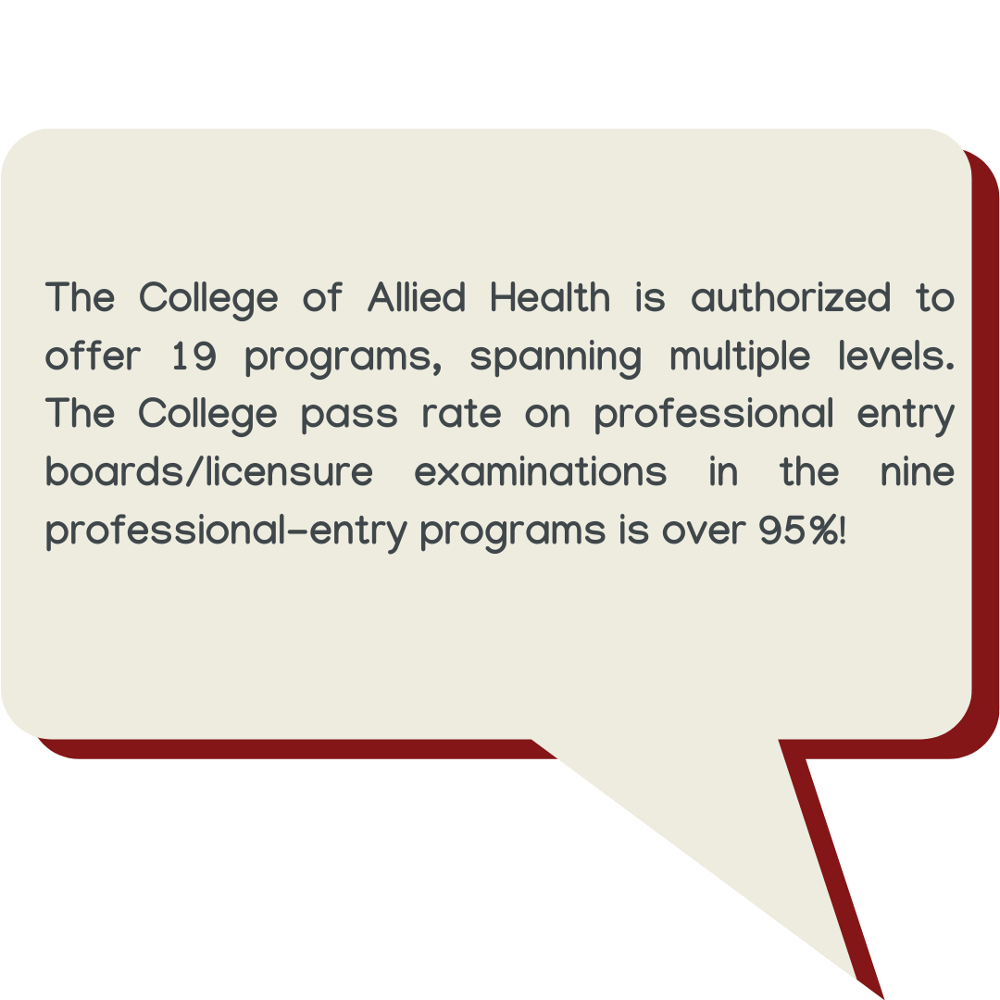 The College of Allied Health is authorized to
offer 19 programs, spanning multiple levels.
The College pass rate on professional entry
boards/licensure examinations in the nine
professional-entry programs is over 95%!